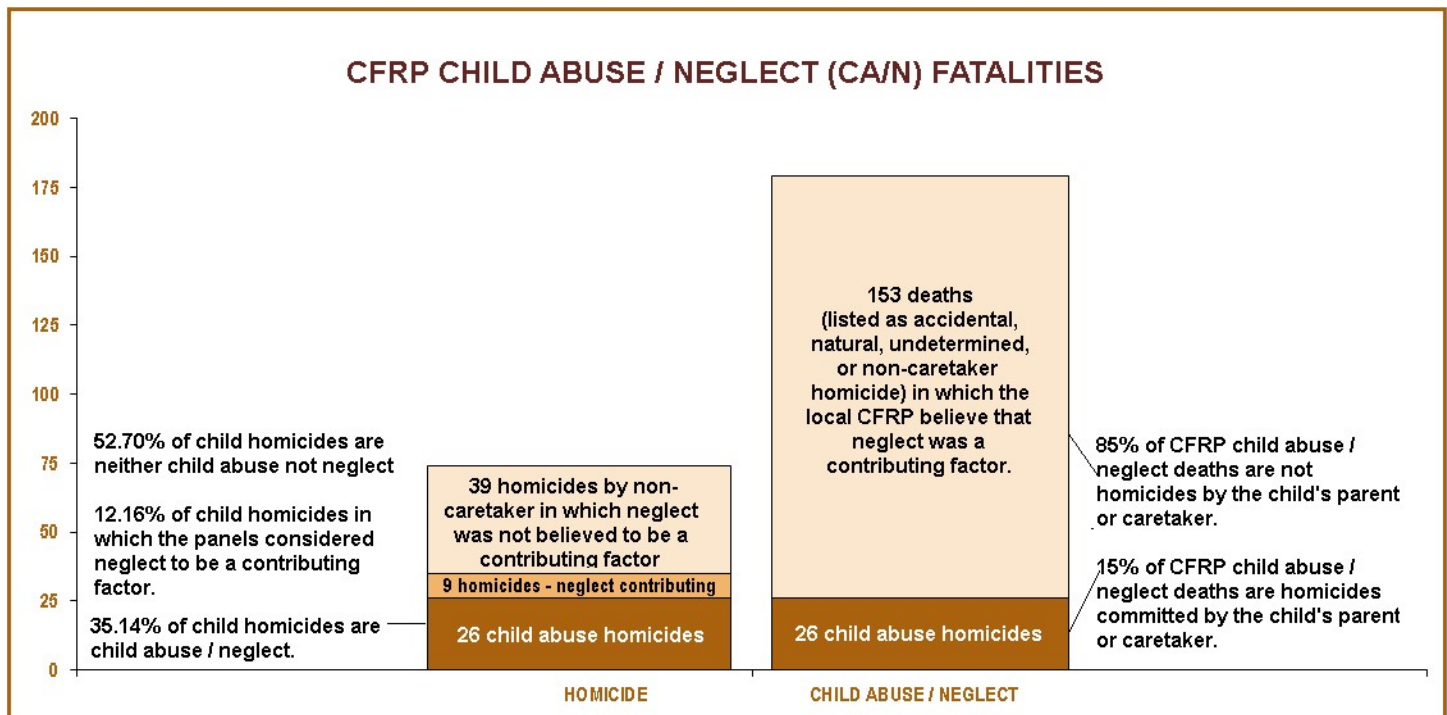 CFRP CHILD ABUSE / NEGLECT (CA/N) FATALITIES
200
175
150
125
100
75
50
25
0
52.70% of child homicides are
neither child abuse not neglect
12.16% of child homicides in
which the panels considered
neglect to be a contributing
factor.
35.14% of child homicides are
child abuse / neglect.
39 homicides by non-
caretaker in which neglect
was not believed to be a
contributing factor
9 homicides - neglect contributing
26 child abuse homicides
153 deaths
(listed as accidental,
natural, undetermined,
or non-caretaker
homicide) in which the
local CFRP believe that
neglect was a
contributing factor.
26 child abuse homicides
85% of CFRP child abuse /
neglect deaths are not
homicides by the child's parent
or caretaker.
15% of CFRP child abuse /
neglect deaths are homicides
committed by the child's parent
or caretaker.
HOMICIDE
CHILD ABUSE / NEGLECT